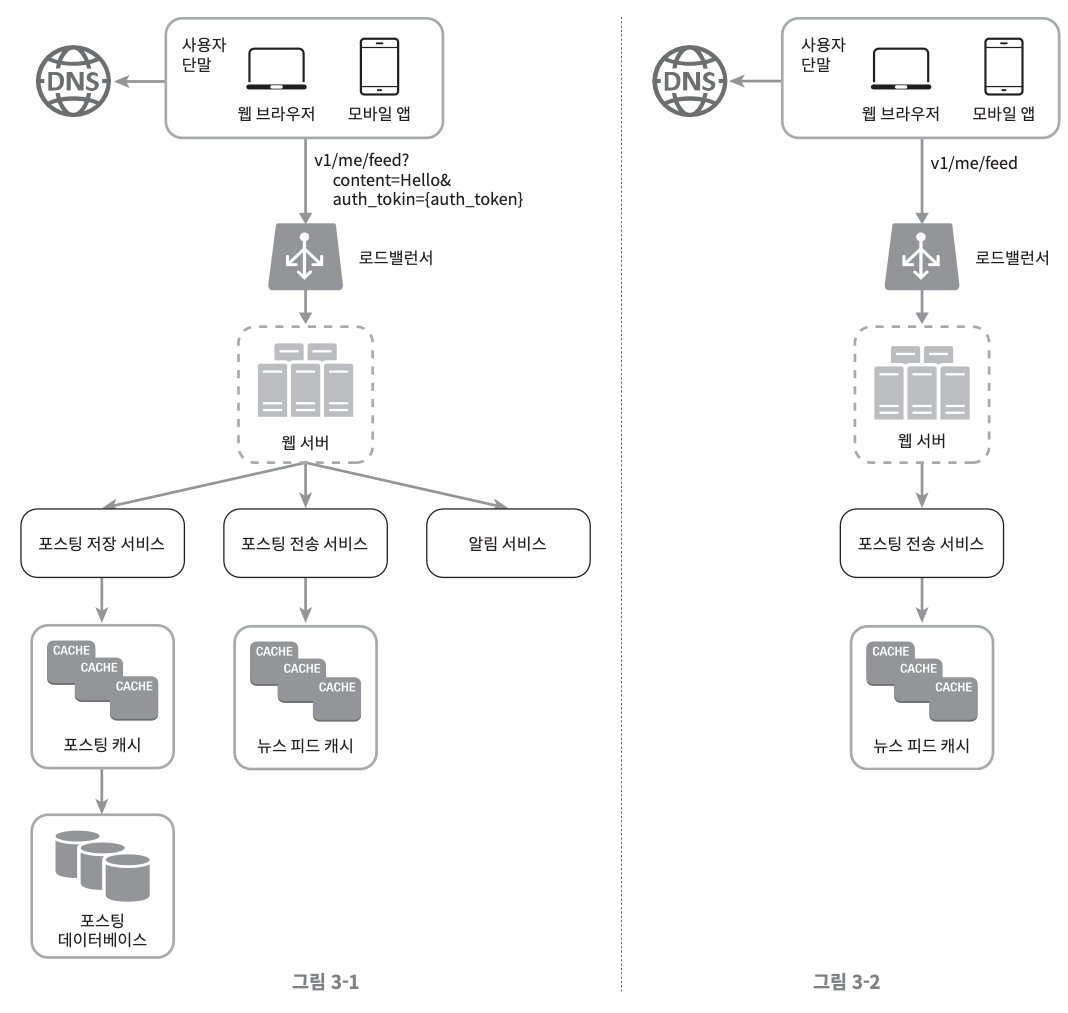 DNS
사용자
단말
웹 브라우저
모바일 앱
v1/me/feed?
content=Hello&
auth_tokin={auth_token}
로드밸런서
웹 서버
포스팅 저장 서비스
포스팅 전송 서비스
알림 서비스
CACHE
CACHE
CACHE
포스팅 캐시
CACHE
CACHE
CACHE
뉴스 피드 캐시
포스팅
데이터베이스
그림 3-1
DNS
사용자
단말
웹 브라우저
모바일 앱
v1/me/feed
로드밸런서
웹 서버
포스팅 전송 서비스
CACHE
CACHE
CACHE
뉴스 피드 캐시
그림 3-2